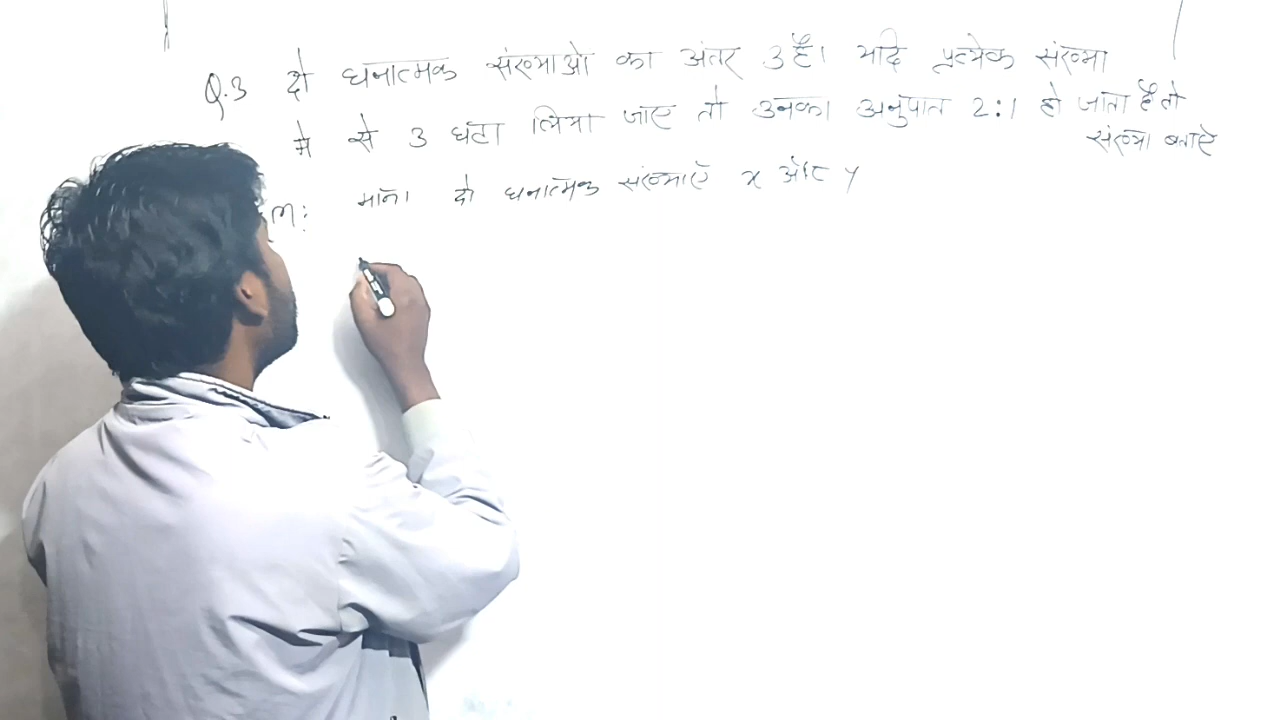 Q.3 दो धनात्मक संख्याओ का अंतर 3 है। यदि प्रत्येक संख्या
मे से 3 घटा लिया जाए तो उनका अनुपात 2:1 हो जाता है तो
संख्या बताऐ
माना दो धनात्मक संख्याऐ x और y